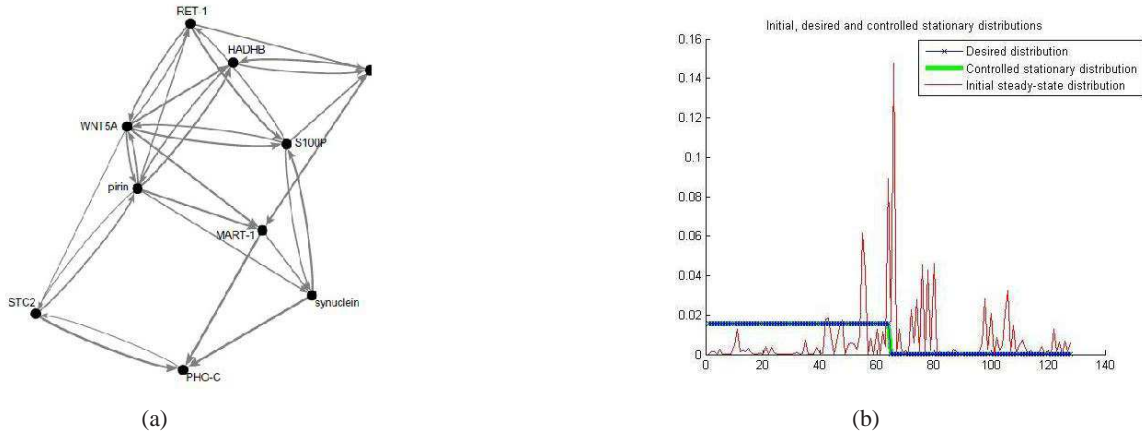 RET-1
HADHB
WNT5A
S100P
pirin
MART-1
STC2
synuclein
PHO-C
(a)
Initial, desired and controlled stationary distributions
Desired distribution
Controlled stationary distribution
Initial steady-state distribution
0.16
0.14
0.12
0.1
0.08
0.06
0.04
0.02
0
0 20 40 60 80 100 120 140
(b)